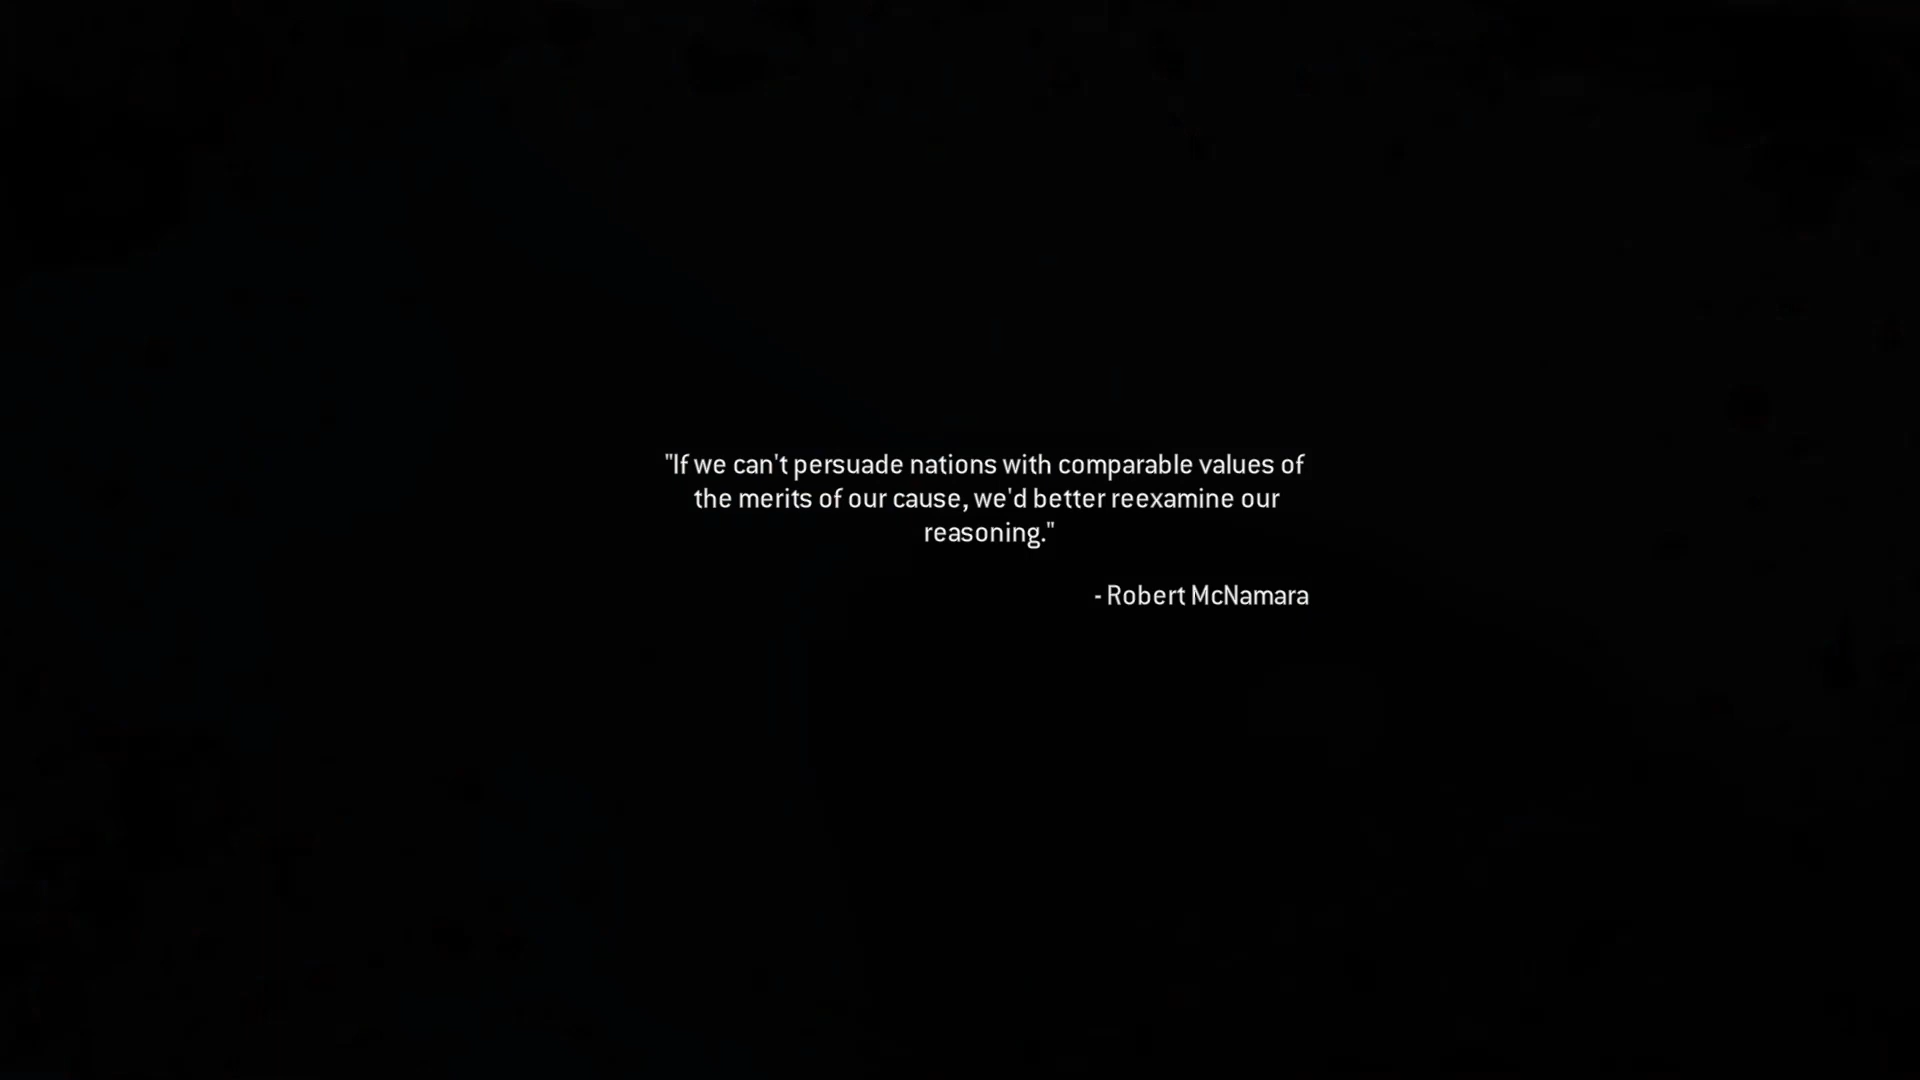 "If we can't persuade nations with comparable values of
the merits of our cause, we'd better reexamine our
reasoning."
- Robert McNamara